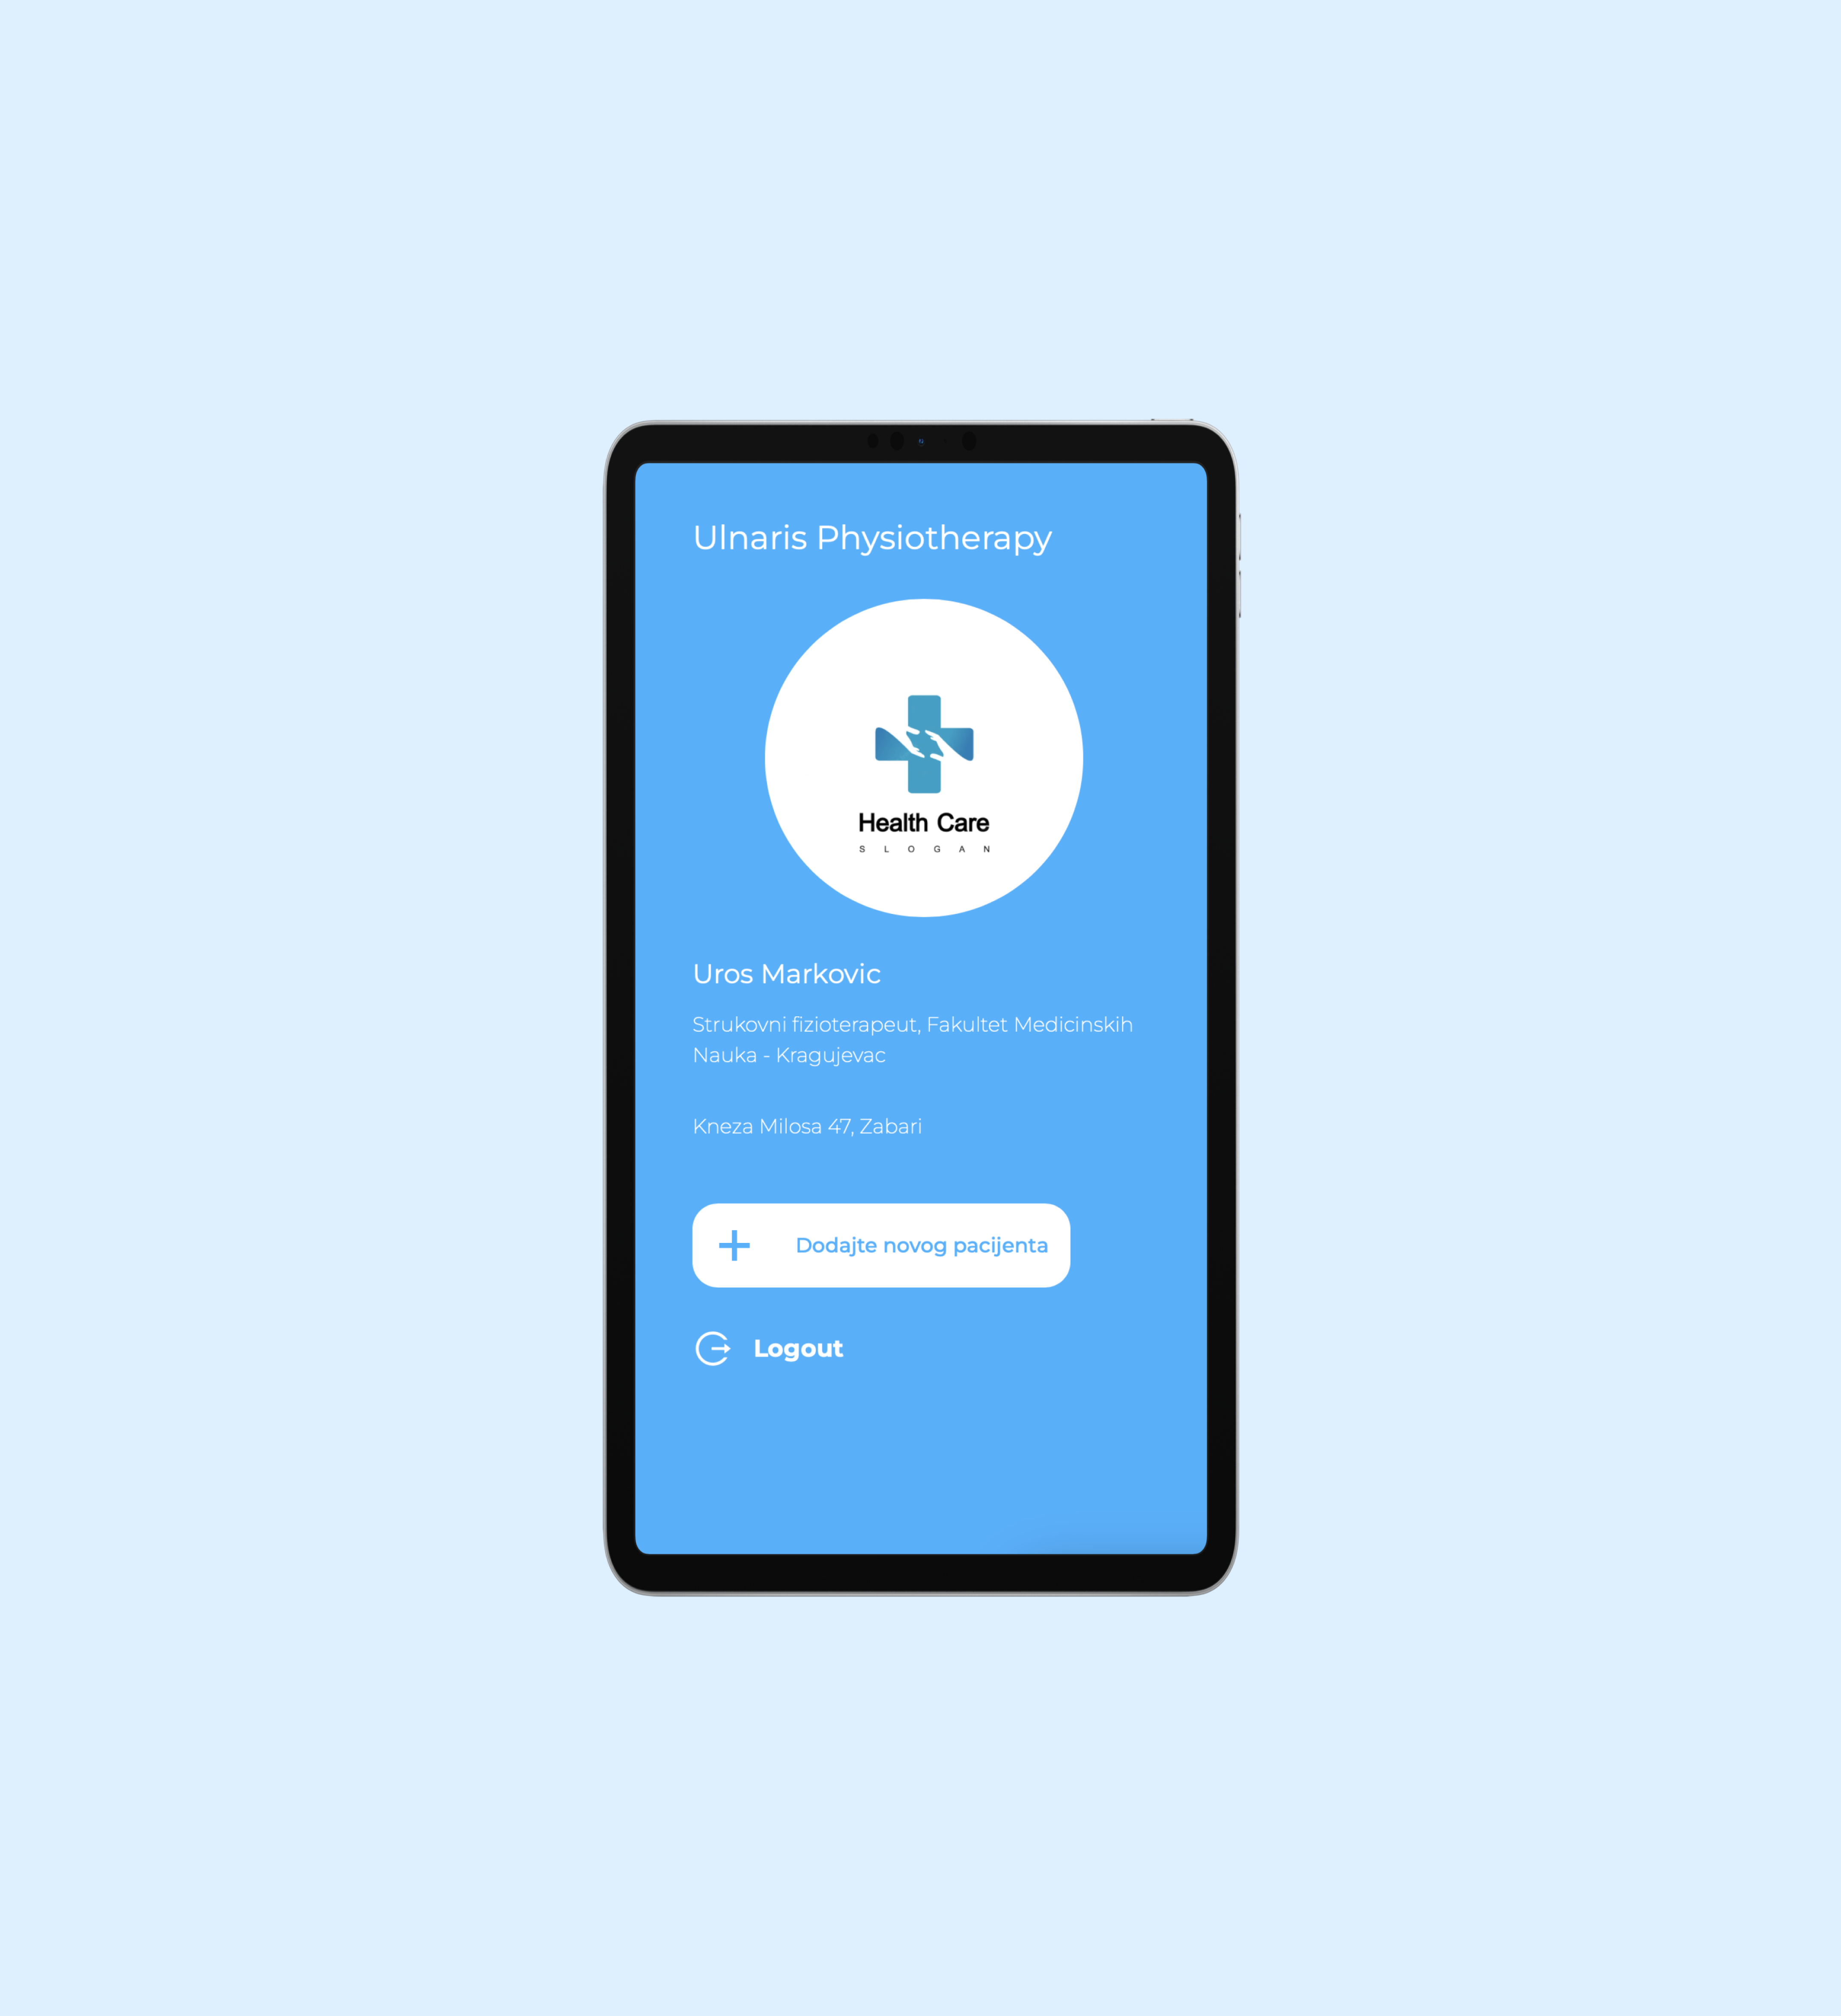 Ulnaris Physiotherapy
Health Care
SLOGAN
Uros Markovic
Strukovni fizioterapeut, Fakultet Medicinskih
Nauka - Kragujevac
Kneza Milosa 47, Zabari
Dodajte novog pacijenta
Logout